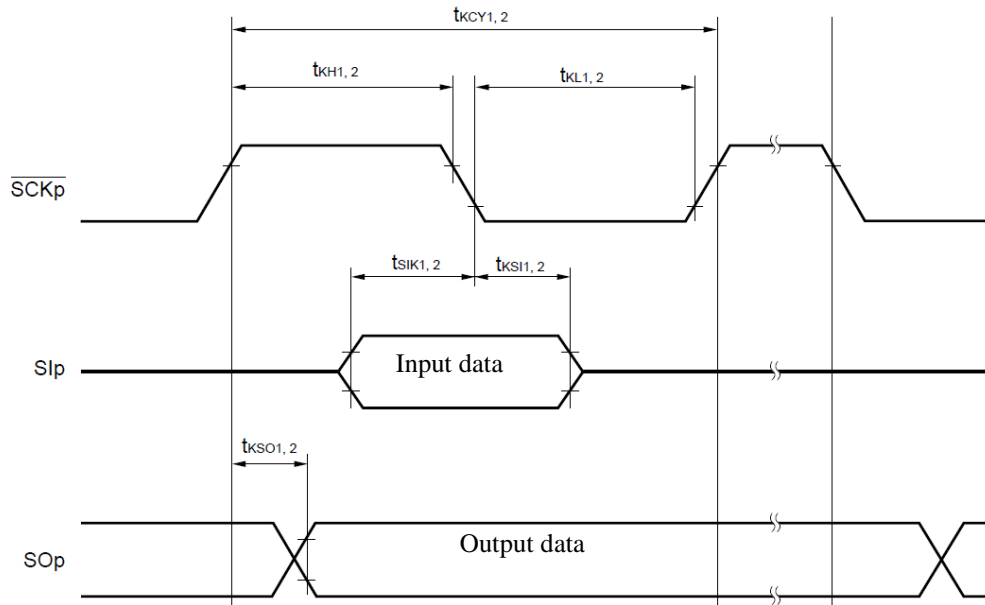 tKCY1, 2
tKH1, 2
tKL1, 2
SCKp
tSIK1, 2
tKSI1, 2
SIp
Input data
tKSO1, 2
SOp
Output data